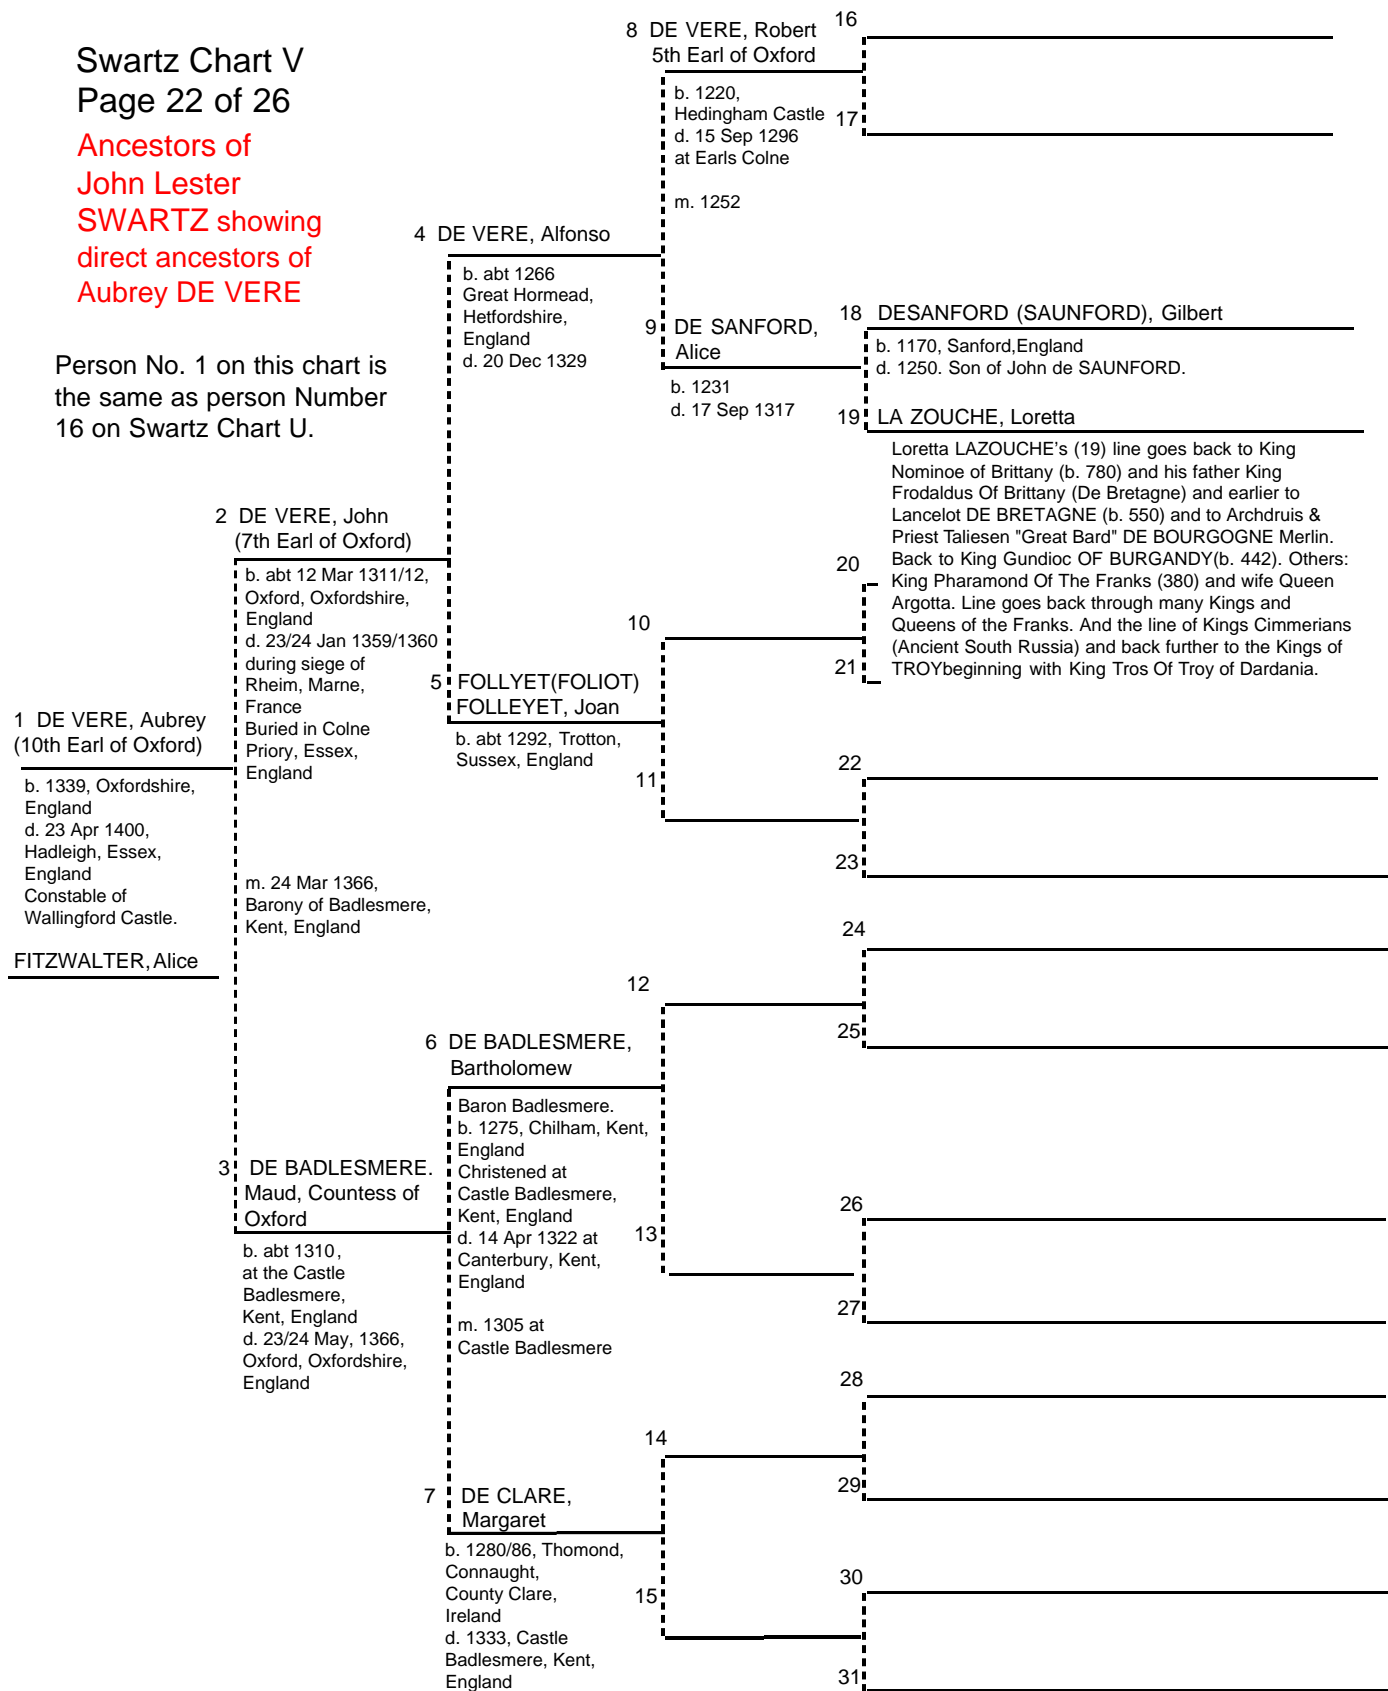 Swartz Chart V
Page 22 of 26
Ancestors of
John Lester
SWARTZ showing
direct ancestors of
Aubrey DE VERE
Person No. 1 on this chart is
the same as person Number
16 on Swartz Chart U.
1 DE VERE, Aubrey
(10th Earl of Oxford)
b. 1339, Oxfordshire,
England
d. 23 Apr 1400,
Hadleigh, Essex,
England
Constable of
Wallingford Castle.
FITZWALTER, Alice
2 DE VERE, John
(7th Earl of Oxford)
b. abt 12 Mar 1311/12,
Oxford, Oxfordshire,
England
d. 23/24 Jan 1359/1360
during siege of
Rheim, Marne,
France
Buried in Colne
Priory, Essex,
England
m. 24 Mar 1366,
Barony of Badlesmere,
Kent, England
3 DE BADLESMERE.
Maud, Countess of
Oxford
b. abt 1310,
at the Castle
Badlesmere,
Kent, England
d. 23/24 May, 1366,
Oxford, Oxfordshire,
England
4 DE VERE, Alfonso
b. abt 1266
Great Hormead,
Hetfordshire,
England
d. 20 Dec 1329
5 FOLLYET(FOLIOT)
FOLLEYET, Joan
b. abt 1292, Trotton,
Sussex, England
6 DE BADLESMERE,
Bartholomew
Baron Badlesmere.
b. 1275, Chilham, Kent,
England
Christened at
Castle Badlesmere,
Kent, England
d. 14 Apr 1322 at
Canterbury, Kent,
England
m. 1305 at
Castle Badlesmere
7 DE CLARE,
Margaret
b. 1280/86, Thomond,
Connaught,
County Clare,
Ireland
d. 1333, Castle
Badlesmere, Kent,
England
8 DE VERE, Robert
5th Earl of Oxford
b. 1220,
Hedingham Castle
d. 15 Sep 1296
at Earls Colne
m. 1252
9 DE SANFORD,
Alice
b. 1231
d. 17 Sep 1317
10
11
12
13
14
15
16
17
18 DESANFORD (SAUNFORD), Gilbert
b. 1170, Sanford,England
d. 1250. Son of John de SAUNFORD.
19 LA ZOUCHE, Loretta
Loretta LAZOUCHE's (19) line goes back to King
Nominoe of Brittany (b. 780) and his father King
Frodaldus Of Brittany (De Bretagne) and earlier to
Lancelot DE BRETAGNE (b. 550) and to Archdruis &
Priest Taliesen "Great Bard" DE BOURGOGNE Merlin.
Back to King Gundioc OF BURGANDY(b. 442). Others:
King Pharamond Of The Franks (380) and wife Queen
Argotta. Line goes back through many Kings and
Queens of the Franks. And the line of Kings Cimmerians
(Ancient South Russia) and back further to the Kings of
TROYbeginning with King Tros Of Troy of Dardania.
20
21
22
23
24
25
26
27
28
29
30
31